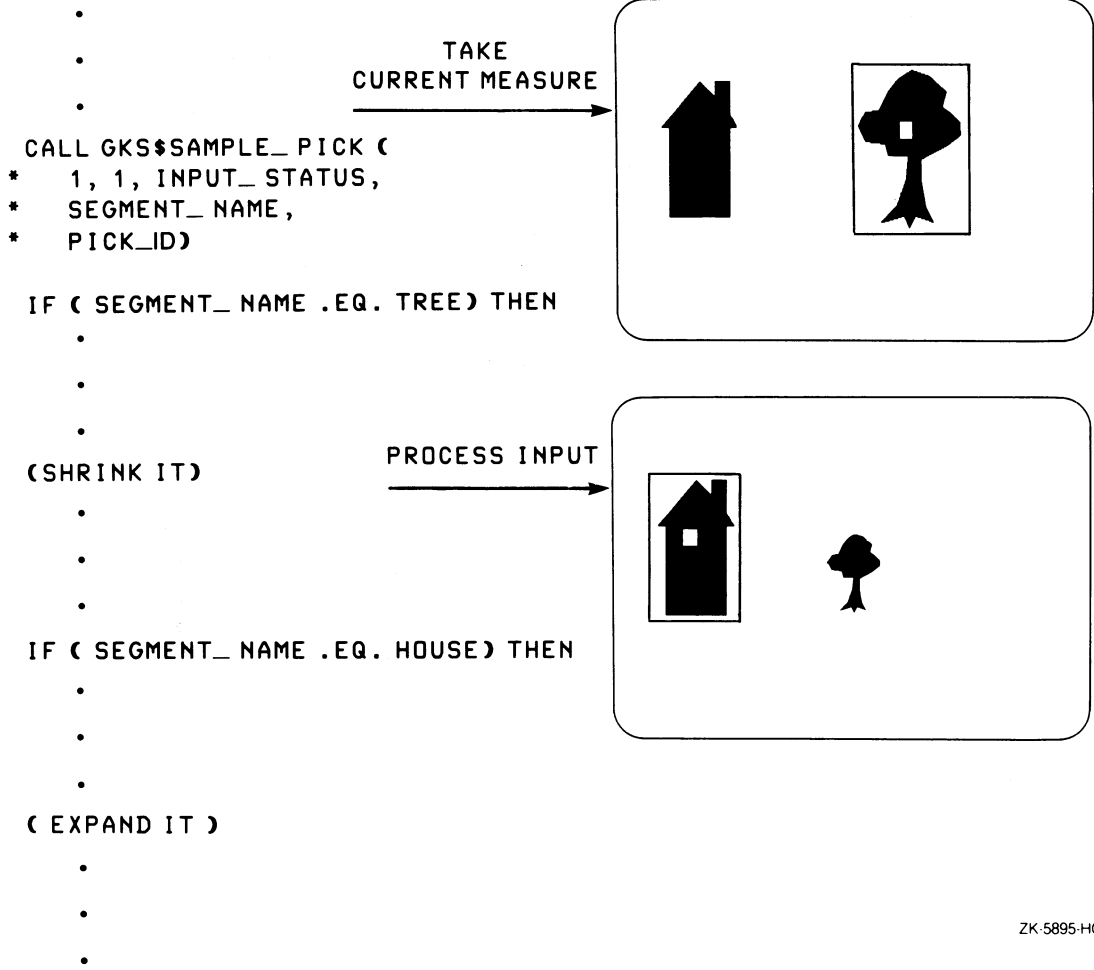 TAKE
CURRENT MEASURE
CALL GKS$SAMPLE_PICK (
* 1, 1, INPUT_STATUS,
* SEGMENT_NAME,
* PICK_ID)
IF ( SEGMENT_NAME .EQ. TREE) THEN
PROCESS INPUT
(SHRINK IT)
IF ( SEGMENT_NAME .EQ. HOUSE) THEN
( EXPAND IT )